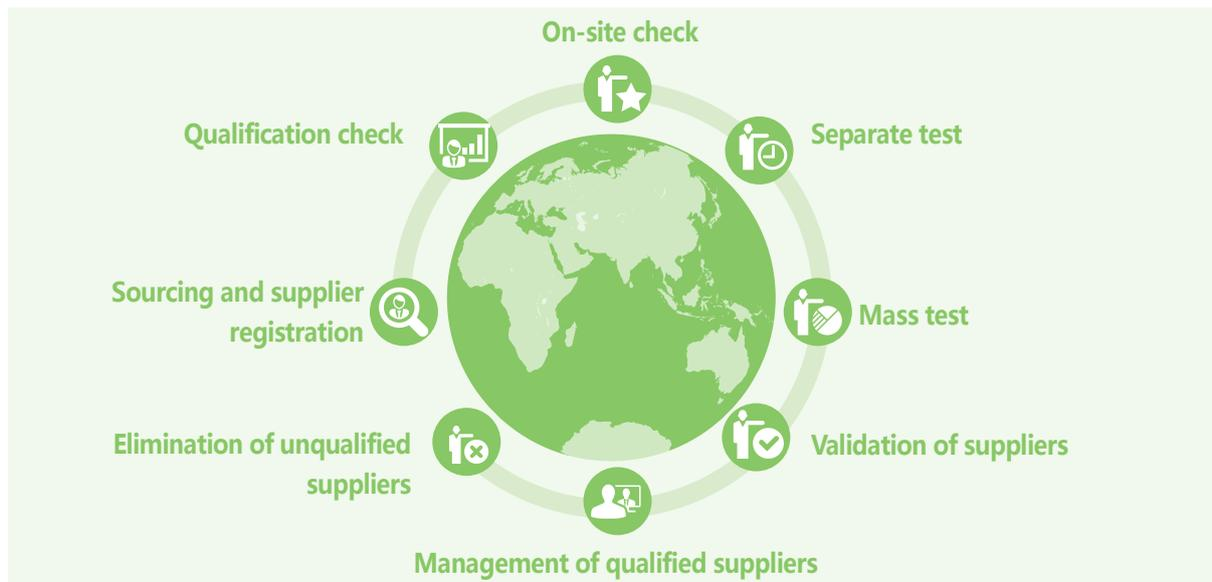 On-site check
Qualification check
Separate test
Sourcing and supplier
registration
Mass test
Elimination of unqualified
suppliers
Validation of suppliers
Management of qualified suppliers